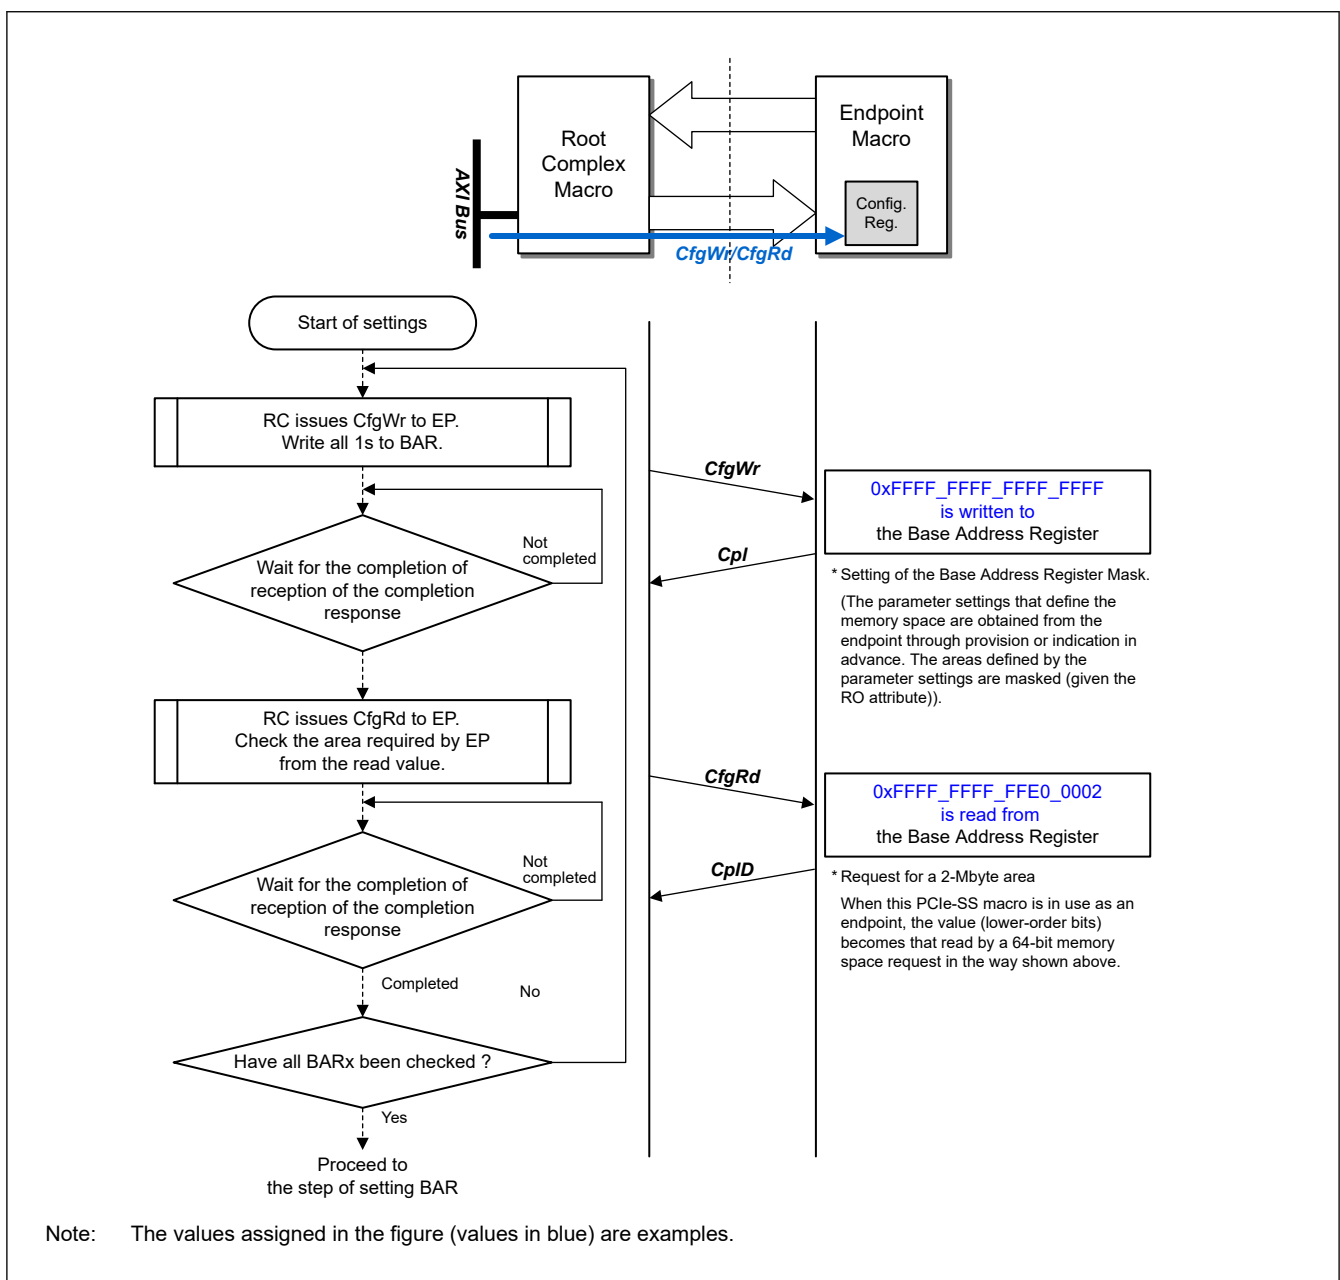 Root
Complex
Macro
Endpoint
Macro
Config.
Reg.
AXI Bus
CfgWr/CfgRd
Start of settings
RC issues CfgWr to EP.
Write all 1s to BAR.
CfgWr
0xFFFF_FFFF_FFFF_FFFF
is written to
the Base Address Register
Not
completed
Wait for the completion of
reception of the completion
response
Cpl
* Setting of the Base Address Register Mask.
(The parameter settings that define the
memory space are obtained from the
endpoint through provision or indication in
advance. The areas defined by the
parameter settings are masked (given the
RO attribute)).
RC issues CfgRd to EP.
Check the area required by EP
from the read value.
CfgRd
0xFFFF_FFFF_FFE0_0002
is read from
the Base Address Register
Not
completed
Wait for the completion of
reception of the completion
response
CplD
* Request for a 2-Mbyte area
When this PCIe-SS macro is in use as an
endpoint, the value (lower-order bits)
becomes that read by a 64-bit memory
space request in the way shown above.
Completed
No
Have all BARx been checked ?
Yes
Proceed to
the step of setting BAR
Note: The values assigned in the figure (values in blue) are examples.